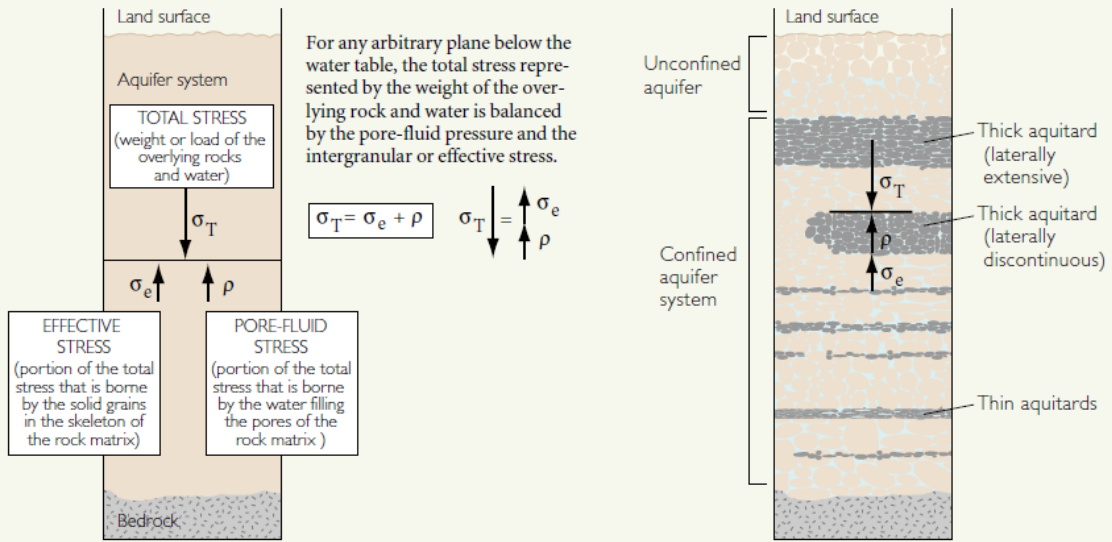 Land surface
Aquifer system
TOTAL STRESS
(weight or load of the
overlying rocks
and water)
σT
σe
ρ
EFFECTIVE
STRESS
(portion of the total
stress that is borne
by the solid grains
in the skeleton of
the rock matrix)
PORE-FLUID
STRESS
(portion of the total
stress that is borne
by the water filling
the pores of the
rock matrix )
Bedrock
For any arbitrary plane below the
water table, the total stress repre-
sented by the weight of the over-
lying rock and water is balanced
by the pore-fluid pressure and the
intergranular or effective stress.
σT = σe + ρ
σT = σe
ρ
Land surface
Unconfined
aquifer
Confined
aquifer
system
σT
ρ
σe
Thick aquitard
(laterally
extensive)
Thick aquitard
(laterally
discontinuous)
Thin aquitards